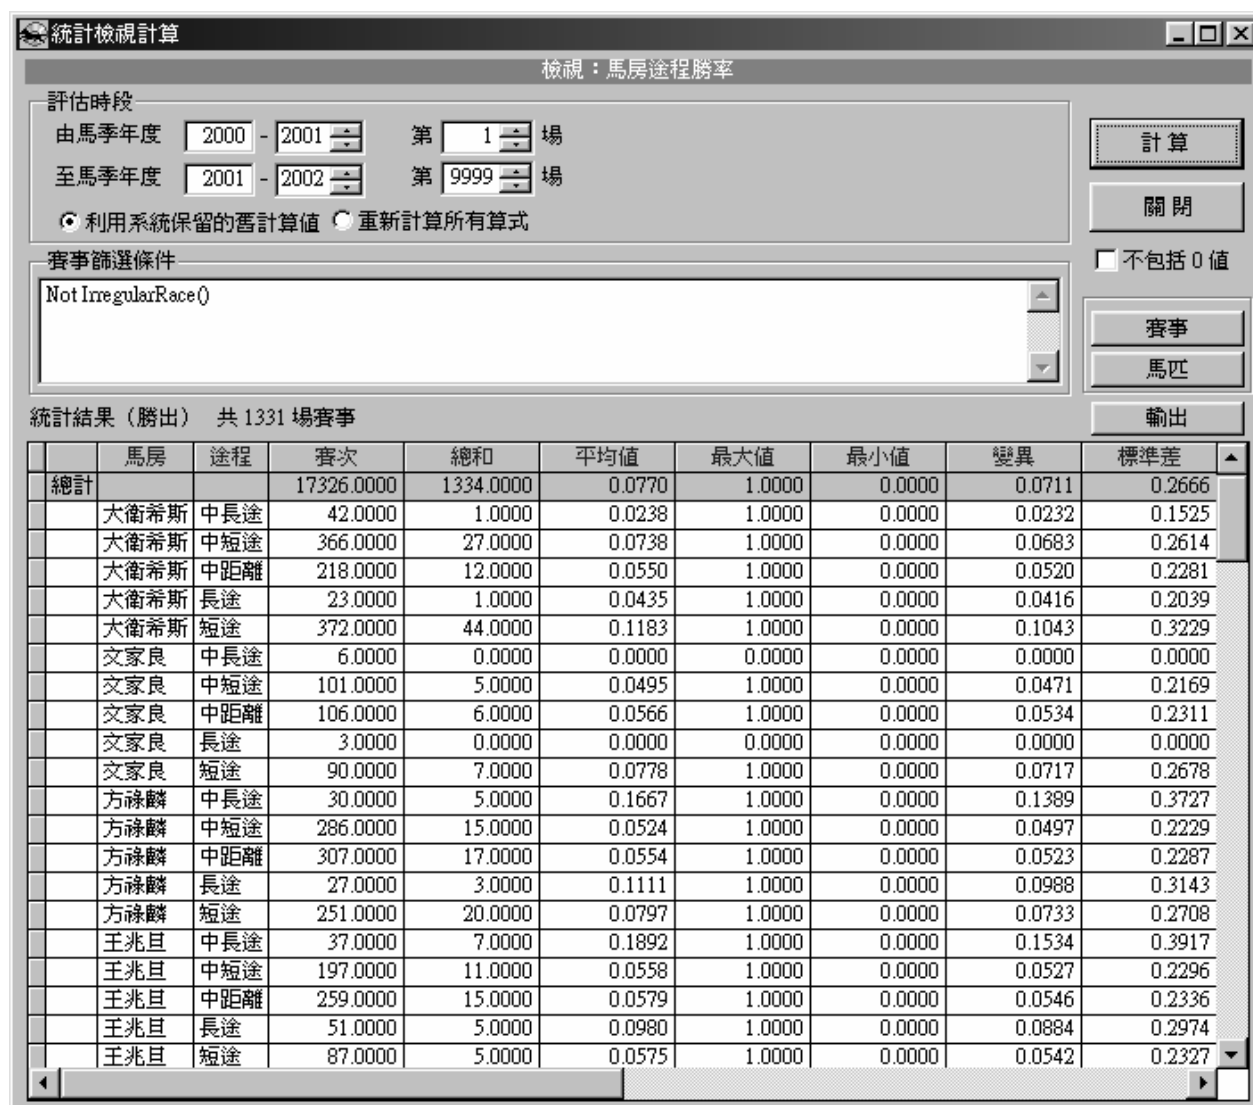 統計檢視計算
檢視：馬房途程勝率
評估時段
由馬季年度 2000 - 2001 第 1 場
至馬季年度 2001 - 2002 第 9999 場
利用系統保留的舊計算值 重新計算所有算式
計算
關閉
不包括 0 值
賽事篩選條件
Not IrregularRace()
賽事
馬匹
統計結果（勝出） 共 1331 場賽事
輸出
馬房 途程 賽次 總和 平均值 最大值 最小值 變異 標準差
總計 17326.0000 1334.0000 0.0770 1.0000 0.0000 0.0711 0.2666
大衛希斯 中長途 42.0000 1.0000 0.0238 1.0000 0.0000 0.0232 0.1525
大衛希斯 中短途 366.0000 27.0000 0.0738 1.0000 0.0000 0.0683 0.2614
大衛希斯 中距離 218.0000 12.0000 0.0550 1.0000 0.0000 0.0520 0.2281
大衛希斯 長途 23.0000 1.0000 0.0435 1.0000 0.0000 0.0416 0.2039
大衛希斯 短途 372.0000 44.0000 0.1183 1.0000 0.0000 0.1043 0.3229
文家良 中長途 6.0000 0.0000 0.0000 0.0000 0.0000 0.0000 0.0000
文家良 中短途 101.0000 5.0000 0.0495 1.0000 0.0000 0.0471 0.2169
文家良 中距離 106.0000 6.0000 0.0566 1.0000 0.0000 0.0534 0.2311
文家良 長途 3.0000 0.0000 0.0000 0.0000 0.0000 0.0000 0.0000
文家良 短途 90.0000 7.0000 0.0778 1.0000 0.0000 0.0717 0.2678
方祿麟 中長途 30.0000 5.0000 0.1667 1.0000 0.0000 0.1389 0.3727
方祿麟 中短途 286.0000 15.0000 0.0524 1.0000 0.0000 0.0497 0.2229
方祿麟 中距離 307.0000 17.0000 0.0554 1.0000 0.0000 0.0523 0.2287
方祿麟 長途 27.0000 3.0000 0.1111 1.0000 0.0000 0.0988 0.3143
方祿麟 短途 251.0000 20.0000 0.0797 1.0000 0.0000 0.0733 0.2708
王兆旦 中長途 37.0000 7.0000 0.1892 1.0000 0.0000 0.1534 0.3917
王兆旦 中短途 197.0000 11.0000 0.0558 1.0000 0.0000 0.0527 0.2296
王兆旦 中距離 259.0000 15.0000 0.0579 1.0000 0.0000 0.0546 0.2336
王兆旦 長途 51.0000 5.0000 0.0980 1.0000 0.0000 0.0884 0.2974
王兆旦 短途 87.0000 5.0000 0.0575 1.0000 0.0000 0.0542 0.2327